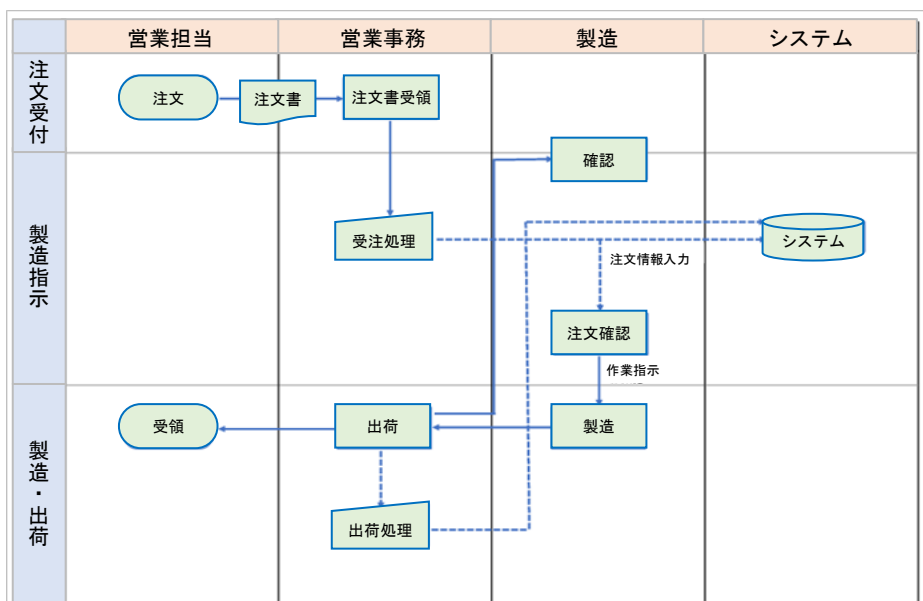 営業担当
営業事務
製造
システム
注文受付
注文
注文書
注文書受領
確認
製造指示
受注処理
システム
注文情報入力
注文確認
作業指示
製造・出荷
受領
出荷
製造
出荷処理